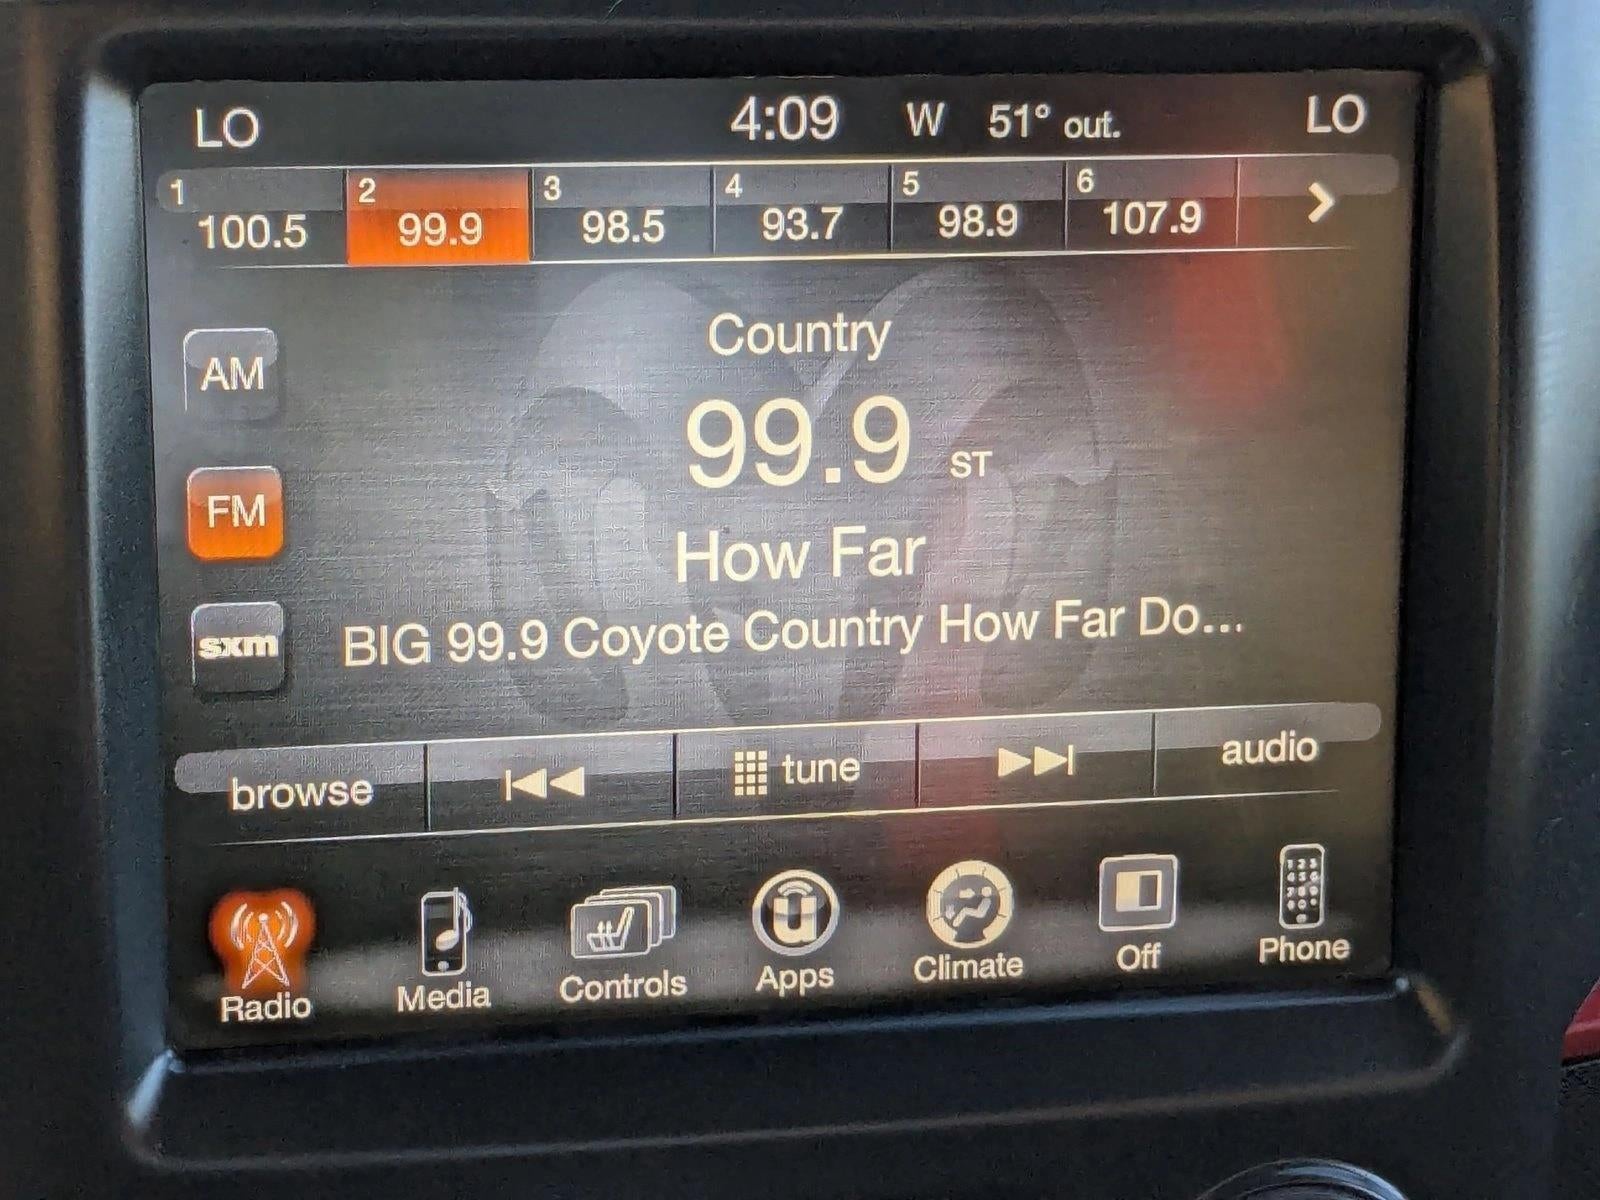 LO 4:09 W 51° out. LO
1 2 3 4 5 6
100.5 99.9 98.5 93.7 98.9 107.9
Country
AM
99.9 ST
FM
How Far
sxm
BIG 99.9 Coyote Country How Far Do...
browse tune audio
Radio Media Controls Apps Climate Off Phone